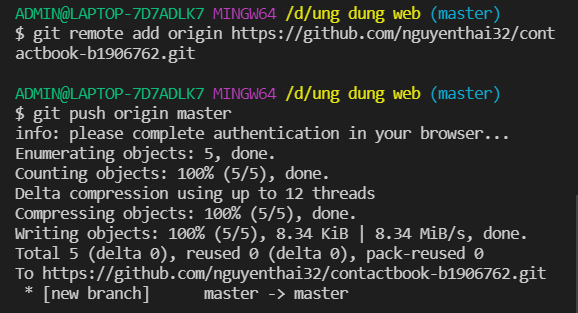 ADMIN@LAPTOP-7D7ADLK7 MINGW64 /d/ung dung web (master)
$ git remote add origin https://github.com/nguyenthai32/cont
actbook-b1906762.git
ADMIN@LAPTOP-7D7ADLK7 MINGW64 /d/ung dung web (master)
$ git push origin master
info: please complete authentication in your browser...
Enumerating objects: 5, done.
Counting objects: 100% (5/5), done.
Delta compression using up to 12 threads
Compressing objects: 100% (5/5), done.
Writing objects: 100% (5/5), 8.34 KiB | 8.34 MiB/s, done.
Total 5 (delta 0), reused 0 (delta 0), pack-reused 0
To https://github.com/nguyenthai32/contactbook-b1906762.git
 * [new branch]      master -> master